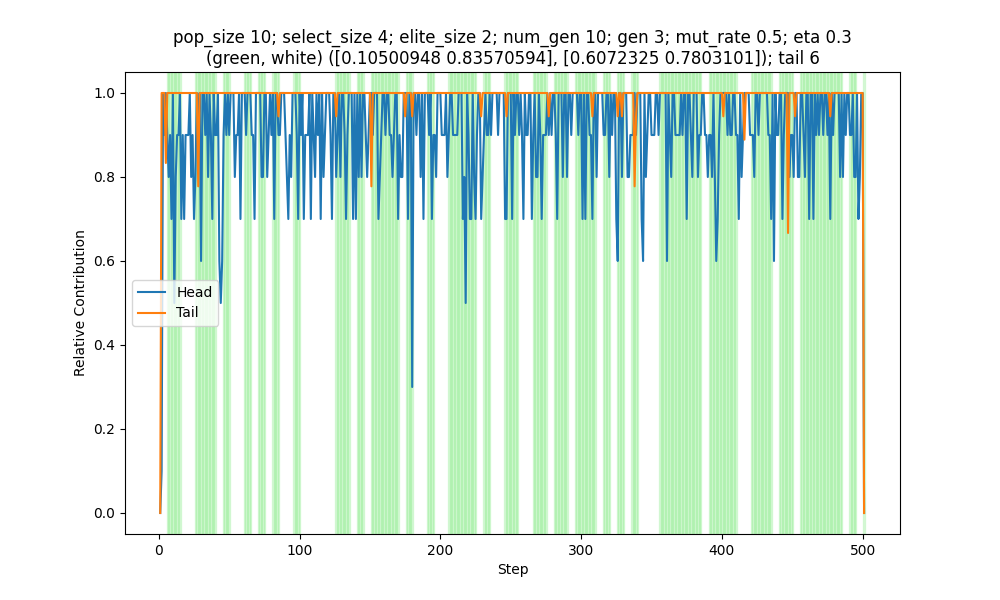 pop_size 10; select_size 4; elite_size 2; num_gen 10; gen 3; mut_rate 0.5; eta 0.3
(green, white) ([0.10500948 0.83570594], [0.6072325 0.7803101]); tail 6
1.0
0.8
0.6
0.4
0.2
0.0
Relative Contribution
Head
Tail
0
100
200
300
400
500
Step